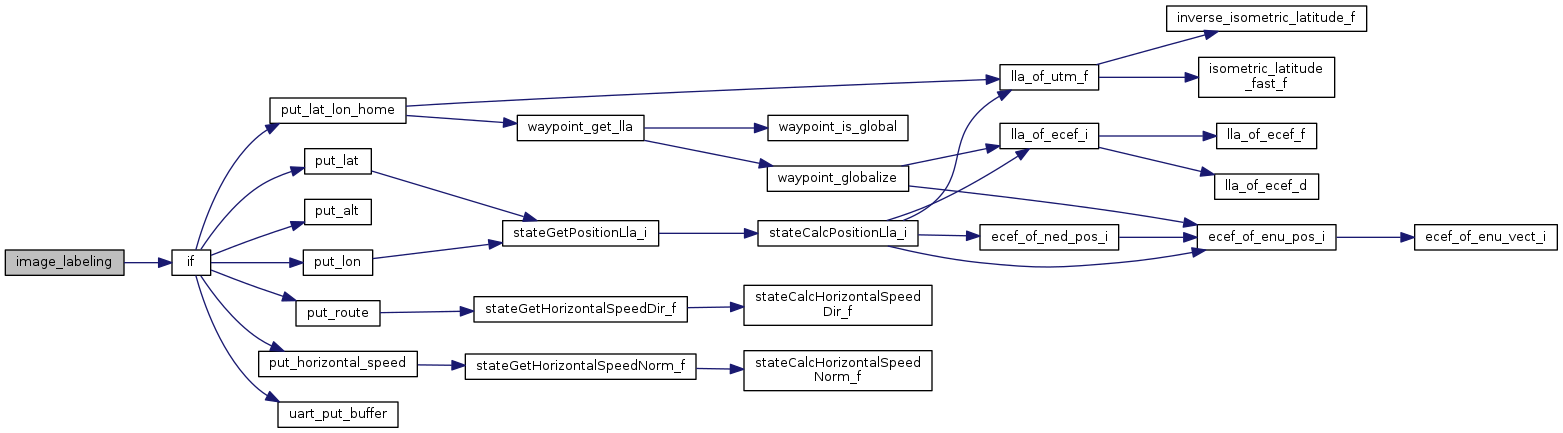 image_labeling
if
put_lat_lon_home
put_lat
put_alt
put_lon
put_route
put_horizontal_speed
uart_put_buffer
waypoint_get_lla
stateGetPositionLla_i
stateGetHorizontalSpeedDir_f
stateGetHorizontalSpeedNorm_f
waypoint_is_global
waypoint_globalize
stateCalcPositionLla_i
stateCalcHorizontalSpeed
Dir_f
stateCalcHorizontalSpeed
Norm_f
lla_of_utm_f
lla_of_ecef_i
ecef_of_ned_pos_i
inverse_isometric_latitude_f
isometric_latitude
_fast_f
lla_of_ecef_f
lla_of_ecef_d
ecef_of_enu_pos_i
ecef_of_enu_vect_i